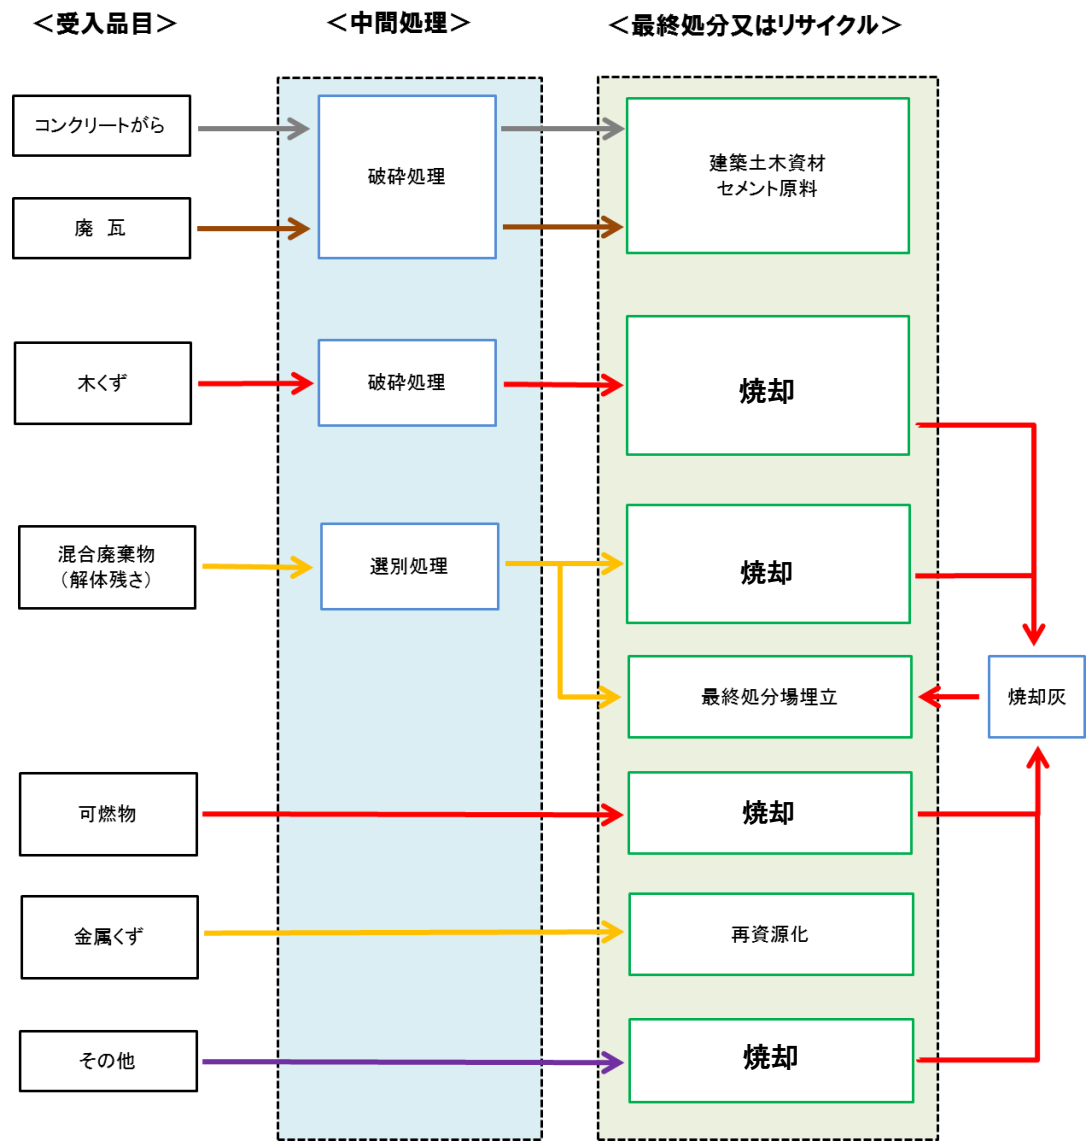 ＜受入品目＞
＜中間処理＞
＜最終処分又はリサイクル＞
コンクリートがら
廃　瓦
破砕処理
建築土木資材
セメント原料
木くず
破砕処理
焼却
混合廃棄物
（解体残さ）
選別処理
焼却
最終処分場埋立
焼却灰
可燃物
焼却
金属くず
再資源化
その他
焼却